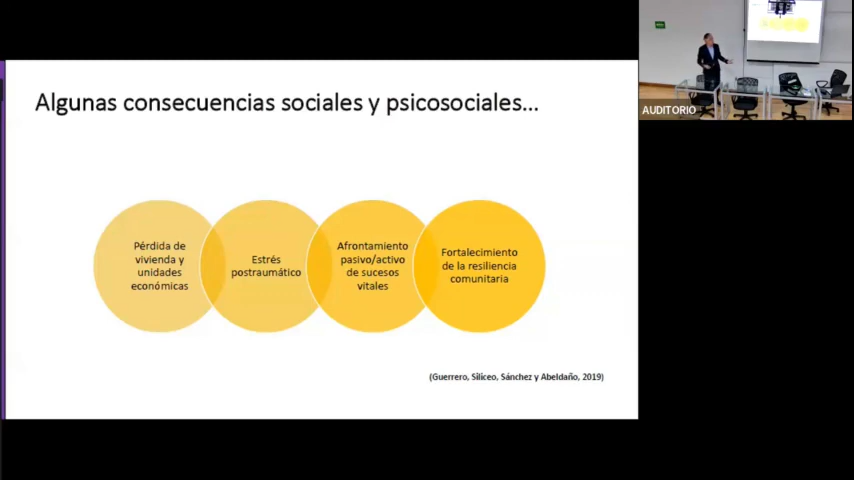 Algunas consecuencias sociales y psicosociales...
Pérdida de
vivienda y
unidades
económicas
Estrés
postraumático
Afrontamiento
pasivo/activo
de sucesos
vitales
Fortalecimiento
de la resiliencia
comunitaria
(Guerrero, Siliceo, Sánchez y Abeldaño, 2019)
AUDITORIO